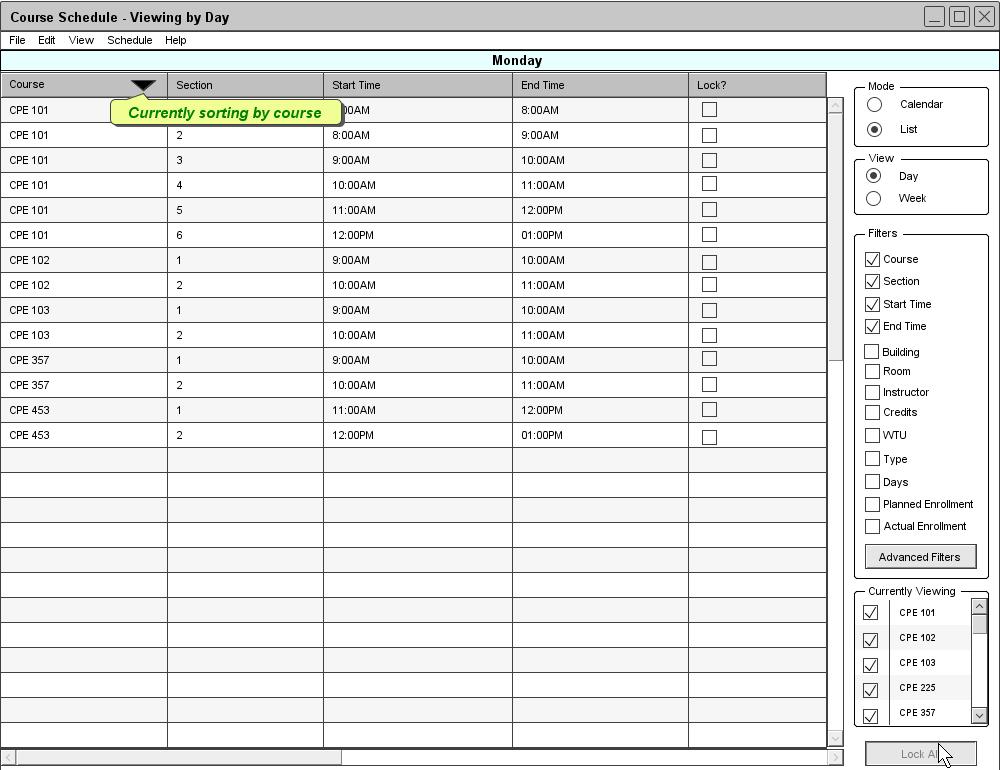 Course Schedule - Viewing by Day
File Edit View Schedule Help
Monday
Course Section Start Time End Time Lock?
Currently sorting by course
CPE 101 :00AM 8:00AM
CPE 101 2 8:00AM 9:00AM
CPE 101 3 9:00AM 10:00AM
CPE 101 4 10:00AM 11:00AM
CPE 101 5 11:00AM 12:00PM
CPE 101 6 12:00PM 01:00PM
CPE 102 1 9:00AM 10:00AM
CPE 102 2 10:00AM 11:00AM
CPE 103 1 9:00AM 10:00AM
CPE 103 2 10:00AM 11:00AM
CPE 357 1 9:00AM 10:00AM
CPE 357 2 10:00AM 11:00AM
CPE 453 1 11:00AM 12:00PM
CPE 453 2 12:00PM 01:00PM
Mode
Calendar
List
View
Day
Week
Filters
Course
Section
Start Time
End Time
Building
Room
Instructor
Credits
WTU
Type
Days
Planned Enrollment
Actual Enrollment
Advanced Filters
Currently Viewing
CPE 101
CPE 102
CPE 103
CPE 225
CPE 357
Lock